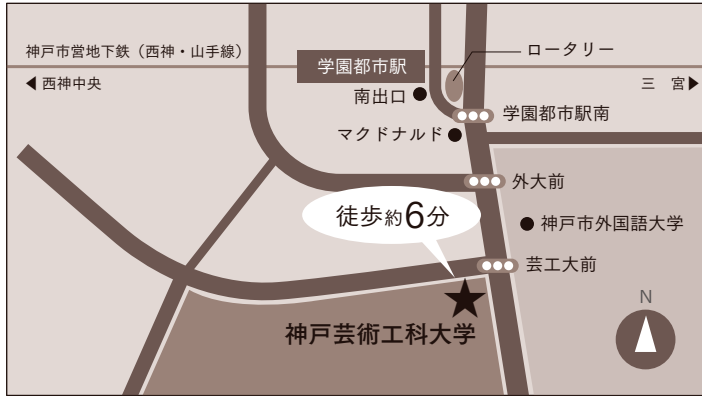 神戸市営地下鉄（西神・山手線）
学園都市駅
ロータリー
◀ 西神中央
南出口
三　宮▶
学園都市駅南
マクドナルド
外大前
徒歩約6分
神戸市外国語大学
芸工大前
N
神戸芸術工科大学